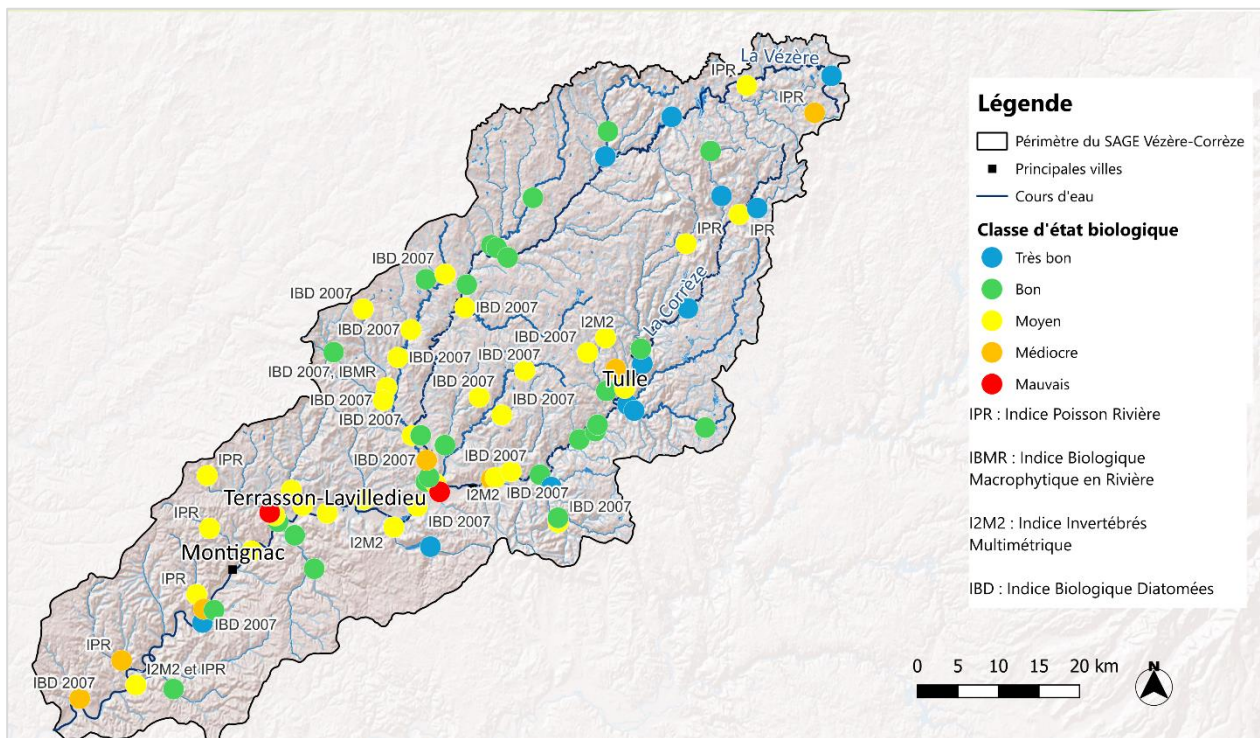 La Vézère
IPR
IPR
IPR
IPR
La Corrèze
IBD 2007
IBD 2007
IBD 2007
IBD 2007
I2M2
IBD 2007
IBD 2007
IBD 2007
IBD 2007, IBMR
IBD 2007
IBD 2007
IBD 2007
IBD 2007
Tulle
IBD 2007
IBD 2007
IPR
I2M2
IBD 2007
Terrasson-Lavilledieu
IBD 2007
IBD 2007
IPR
I2M2
Montignac
IPR
IBD 2007
IPR
I2M2 et IPR
IBD 2007
Légende
Périmètre du SAGE Vézère-Corrèze
Principales villes
Cours d'eau
Classe d'état biologique
Très bon
Bon
Moyen
Médiocre
Mauvais
IPR : Indice Poisson Rivière
IBMR : Indice Biologique
Macrophytique en Rivière
I2M2 : Indice Invertébrés
Multimétrique
IBD : Indice Biologique Diatomées
0 5 10 15 20 km
N